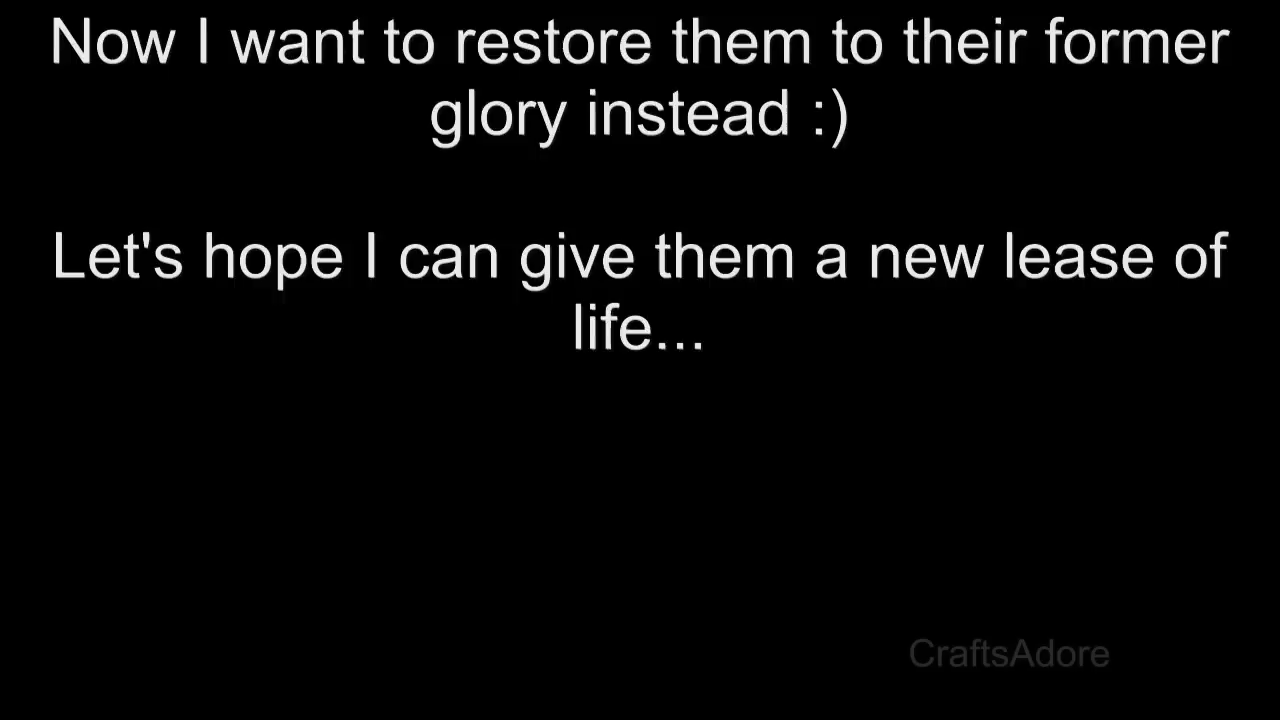 Now I want to restore them to their former
glory instead :)
Let's hope I can give them a new lease of
life...
CraftsAdore